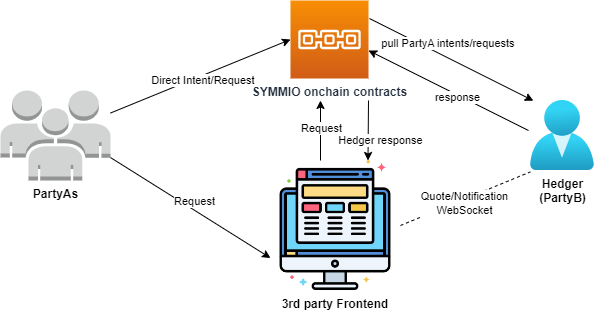 pull PartyA intents/requests
Direct Intent/Request
SYMMIO onchain contracts
response
Request
Hedger response
PartyAs
Hedger
(PartyB)
Request
Quote/Notification
WebSocket
3rd party Frontend